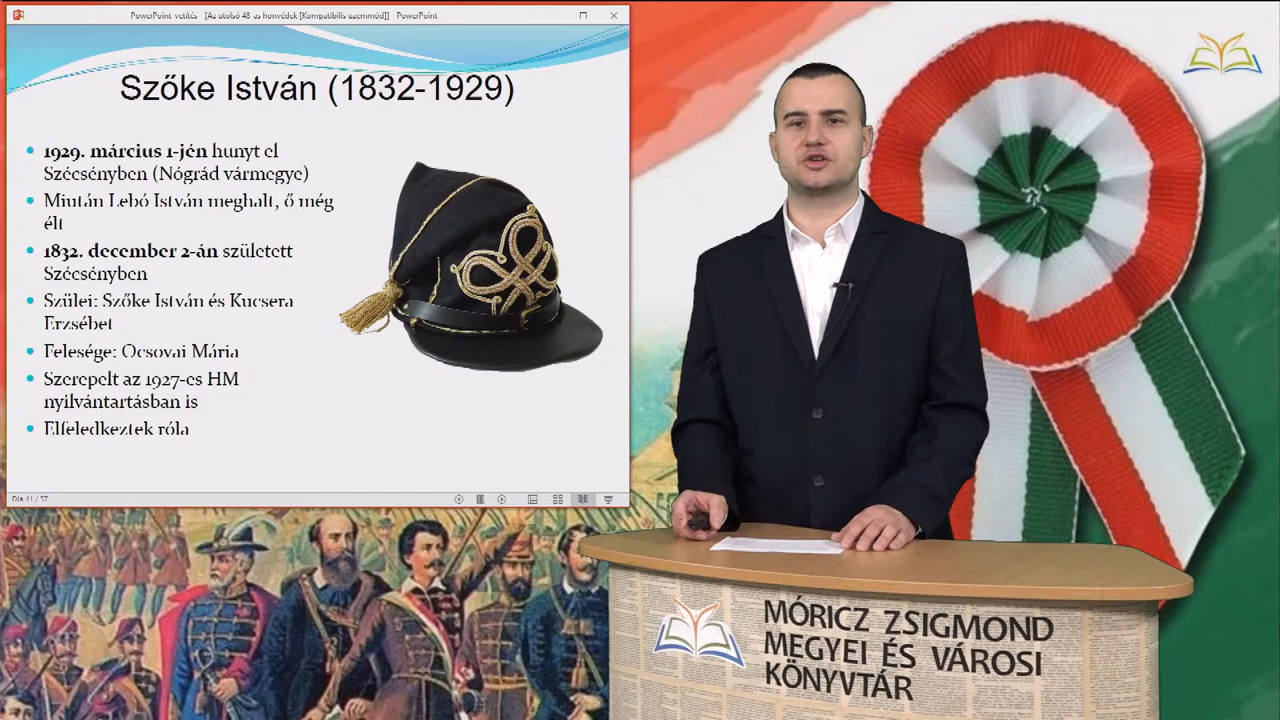 PowerPoint-vetítés - [Az utolsó 48-as honvédek [Kompatibilis üzemmód]] - PowerPoint
Szőke István (1832-1929)
1929. március 1-jén hunyt el
Szécsényben (Nógrád vármegye)
Miután Lebó István meghalt, ő még
élt
1832. december 2-án született
Szécsényben
Szülei: Szőke István és Kucsera
Erzsébet
Felesége: Ocsovai Mária
Szerepelt az 1927-es HM
nyilvántartásban is
Elfeledkeztek róla
Dia 41 / 57
MÓRICZ ZSIGMOND
MEGYEI ÉS VÁROSI
KÖNYVTÁR